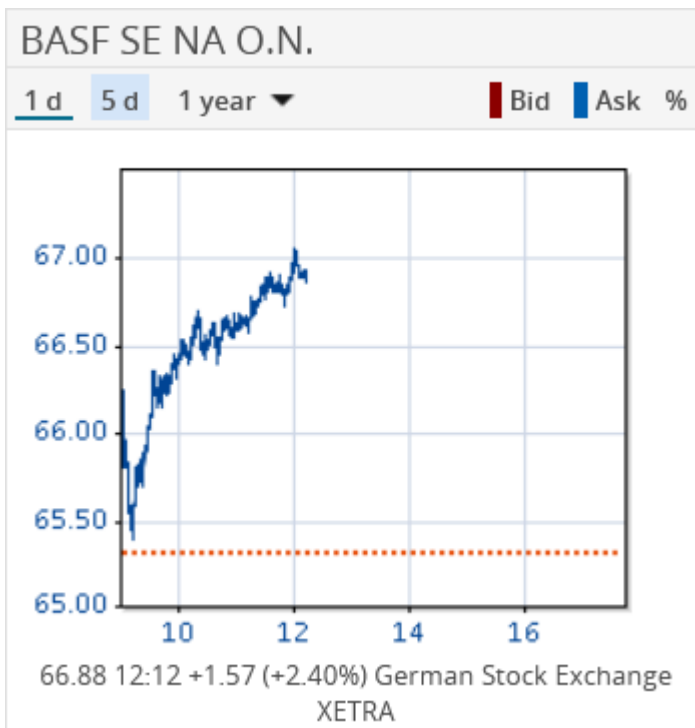 BASF SE NA O.N.
1 d 5 d 1 year Bid Ask %
67.00
66.50
66.00
65.50
65.00
10 12 14 16
66.88 12:12 +1.57 (+2.40%) German Stock Exchange
XETRA